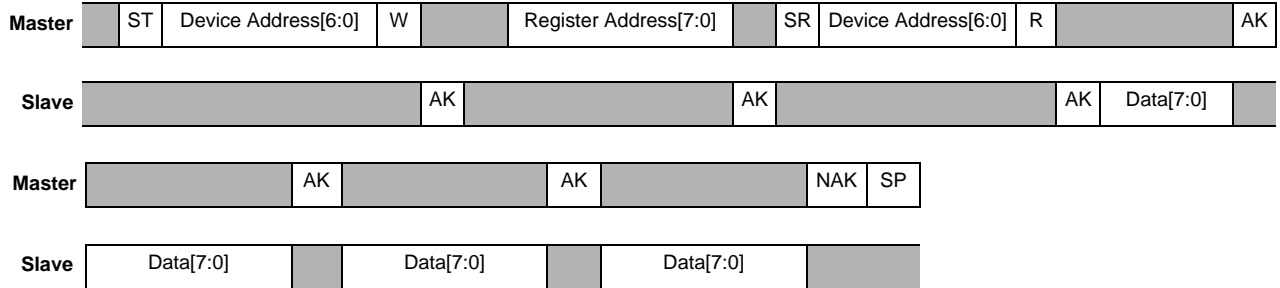 Master ST Device Address[6:0] W Register Address[7:0] SR Device Address[6:0] R AK
Slave AK AK AK Data[7:0]
Master AK AK NAK SP
Slave Data[7:0] Data[7:0] Data[7:0]